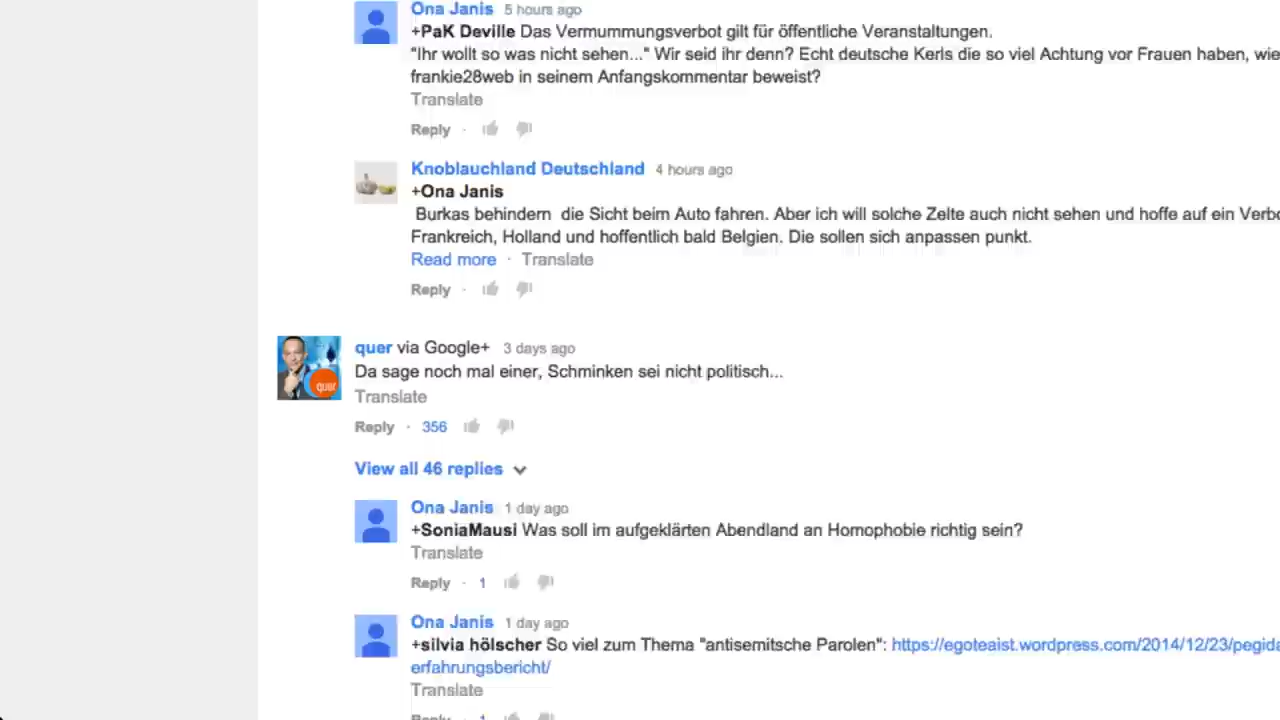 Ona Janis 5 hours ago
+PaK Deville Das Vermummungsverbot gilt für öffentliche Veranstaltungen.
"Ihr wollt so was nicht sehen..." Wir seid ihr denn? Echt deutsche Kerls die so viel Achtung vor Frauen haben, wie
frankie28web in seinem Anfangskommentar beweist?
Translate
Reply ·
Knoblauchland Deutschland 4 hours ago
+Ona Janis
Burkas behindern die Sicht beim Auto fahren. Aber ich will solche Zelte auch nicht sehen und hoffe auf ein Verbo
Frankreich, Holland und hoffentlich bald Belgien. Die sollen sich anpassen punkt.
Read more · Translate
Reply ·
quer
quer via Google+ 3 days ago
Da sage noch mal einer, Schminken sei nicht politisch...
Translate
Reply · 356
View all 46 replies
Ona Janis 1 day ago
+SoniaMausi Was soll im aufgeklärten Abendland an Homophobie richtig sein?
Translate
Reply · 1
Ona Janis 1 day ago
+silvia hölscher So viel zum Thema "antisemitsche Parolen": https://egoteaist.wordpress.com/2014/12/23/pegida
erfahrungsbericht/
Translate
Reply · 1